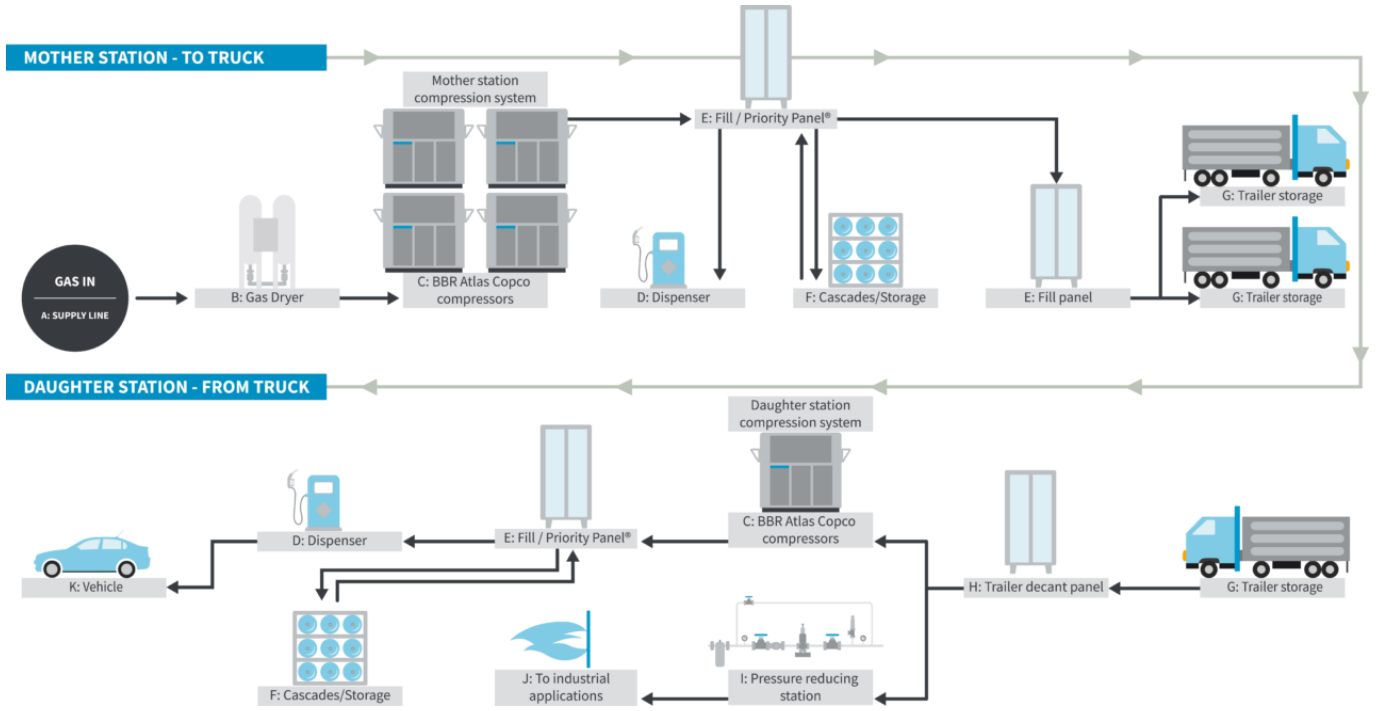 MOTHER STATION - TO TRUCK
Mother station
compression system
E: Fill / Priority Panel®
G: Trailer storage
GAS IN
A: SUPPLY LINE
B: Gas Dryer
C: BBR Atlas Copco
compressors
D: Dispenser
F: Cascades/Storage
E: Fill panel
G: Trailer storage
DAUGHTER STATION - FROM TRUCK
Daughter station
compression system
C: BBR Atlas Copco
compressors
D: Dispenser
E: Fill / Priority Panel®
K: Vehicle
H: Trailer decant panel
G: Trailer storage
F: Cascades/Storage
J: To industrial
applications
I: Pressure reducing
station